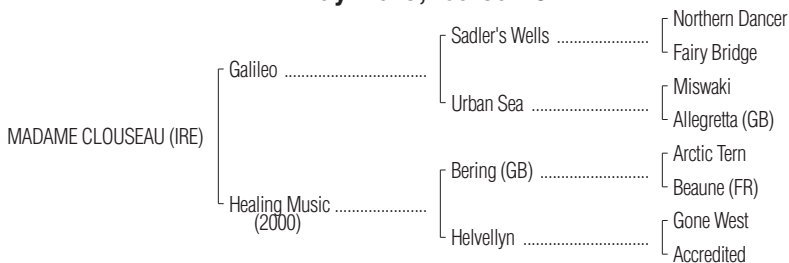 Sadler's Wells ......................
Northern Dancer
Fairy Bridge
Galileo ..................................
Urban Sea ............................
Miswaki
Allegretta (GB)
MADAME CLOUSEAU (IRE)
Bering (GB) ..........................
Arctic Tern
Beaune (FR)
Healing Music ......................
(2000)
Helvellyn ..............................
Gone West
Accredited